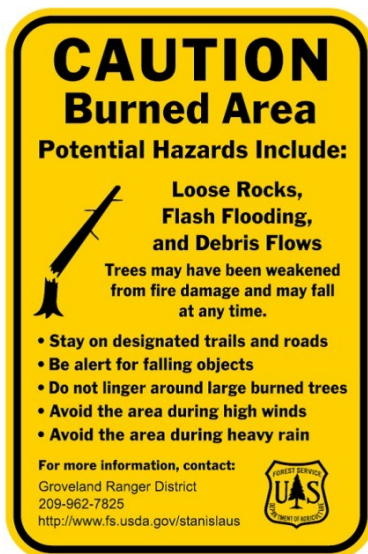 CAUTION
Burned Area
Potential Hazards Include:
Loose Rocks,
Flash Flooding,
and Debris Flows
Trees may have been weakened
from fire damage and may fall
at any time.
• Stay on designated trails and roads
• Be alert for falling objects
• Do not linger around large burned trees
• Avoid the area during high winds
• Avoid the area during heavy rain
For more information, contact:
Groveland Ranger District
209-962-7825
http://www.fs.usda.gov/stanislaus
FOREST SERVICE
U S
DEPARTMENT OF AGRICULTURE